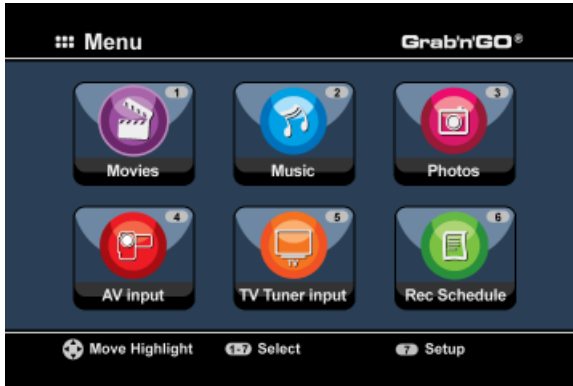 Menu
Grab'n'GO®
1
2
3
Movies
Music
Photos
4
5
6
TV
AV input
TV Tuner input
Rec Schedule
Move Highlight
1-7 Select
7 Setup